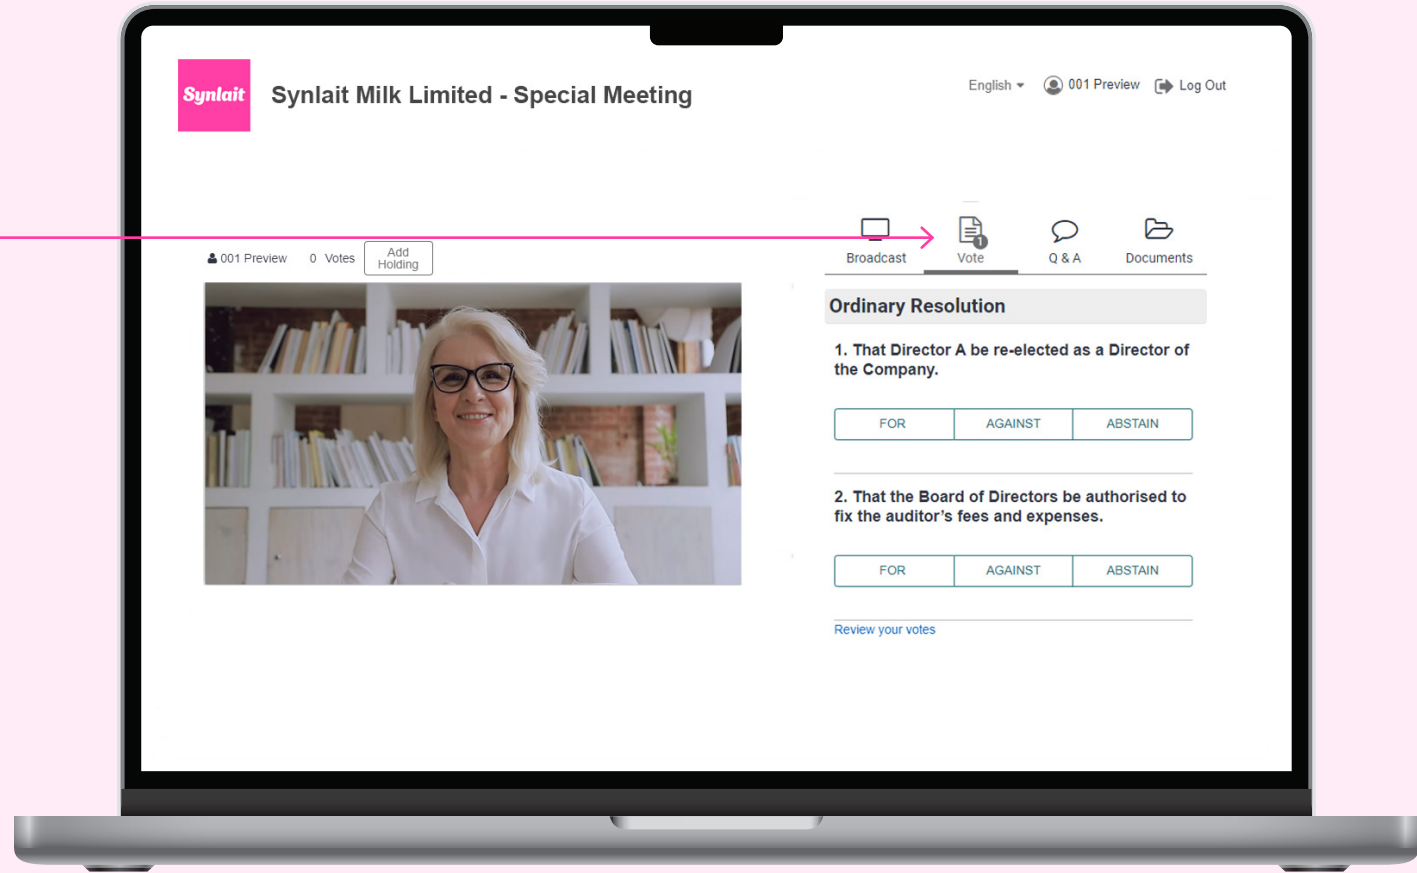 Synlait
Synlait Milk Limited - Special Meeting
English
001 Preview
Log Out
001 Preview
0 Votes
Add
Holding
Broadcast
Vote
1
Q & A
Documents
Ordinary Resolution
1. That Director A be re-elected as a Director of
the Company.
FOR
AGAINST
ABSTAIN
2. That the Board of Directors be authorised to
fix the auditor's fees and expenses.
FOR
AGAINST
ABSTAIN
Review your votes